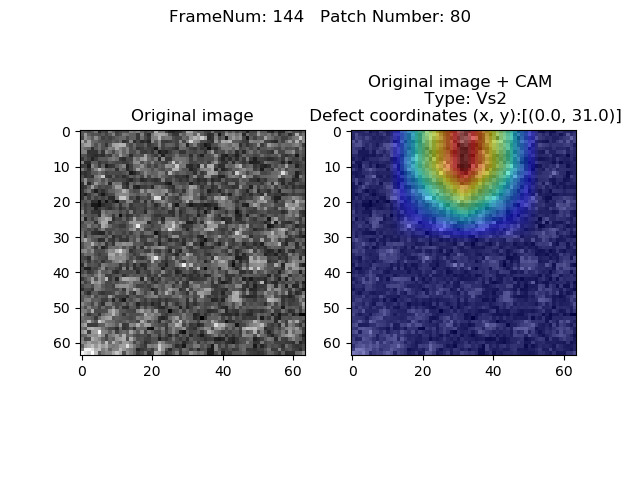 FrameNum: 144   Patch Number: 80
Original image
Original image + CAM
Type: Vs2
Defect coordinates (x, y):[(0.0, 31.0)]
0
10
20
30
40
50
60
0 20 40 60
0
10
20
30
40
50
60
0 20 40 60